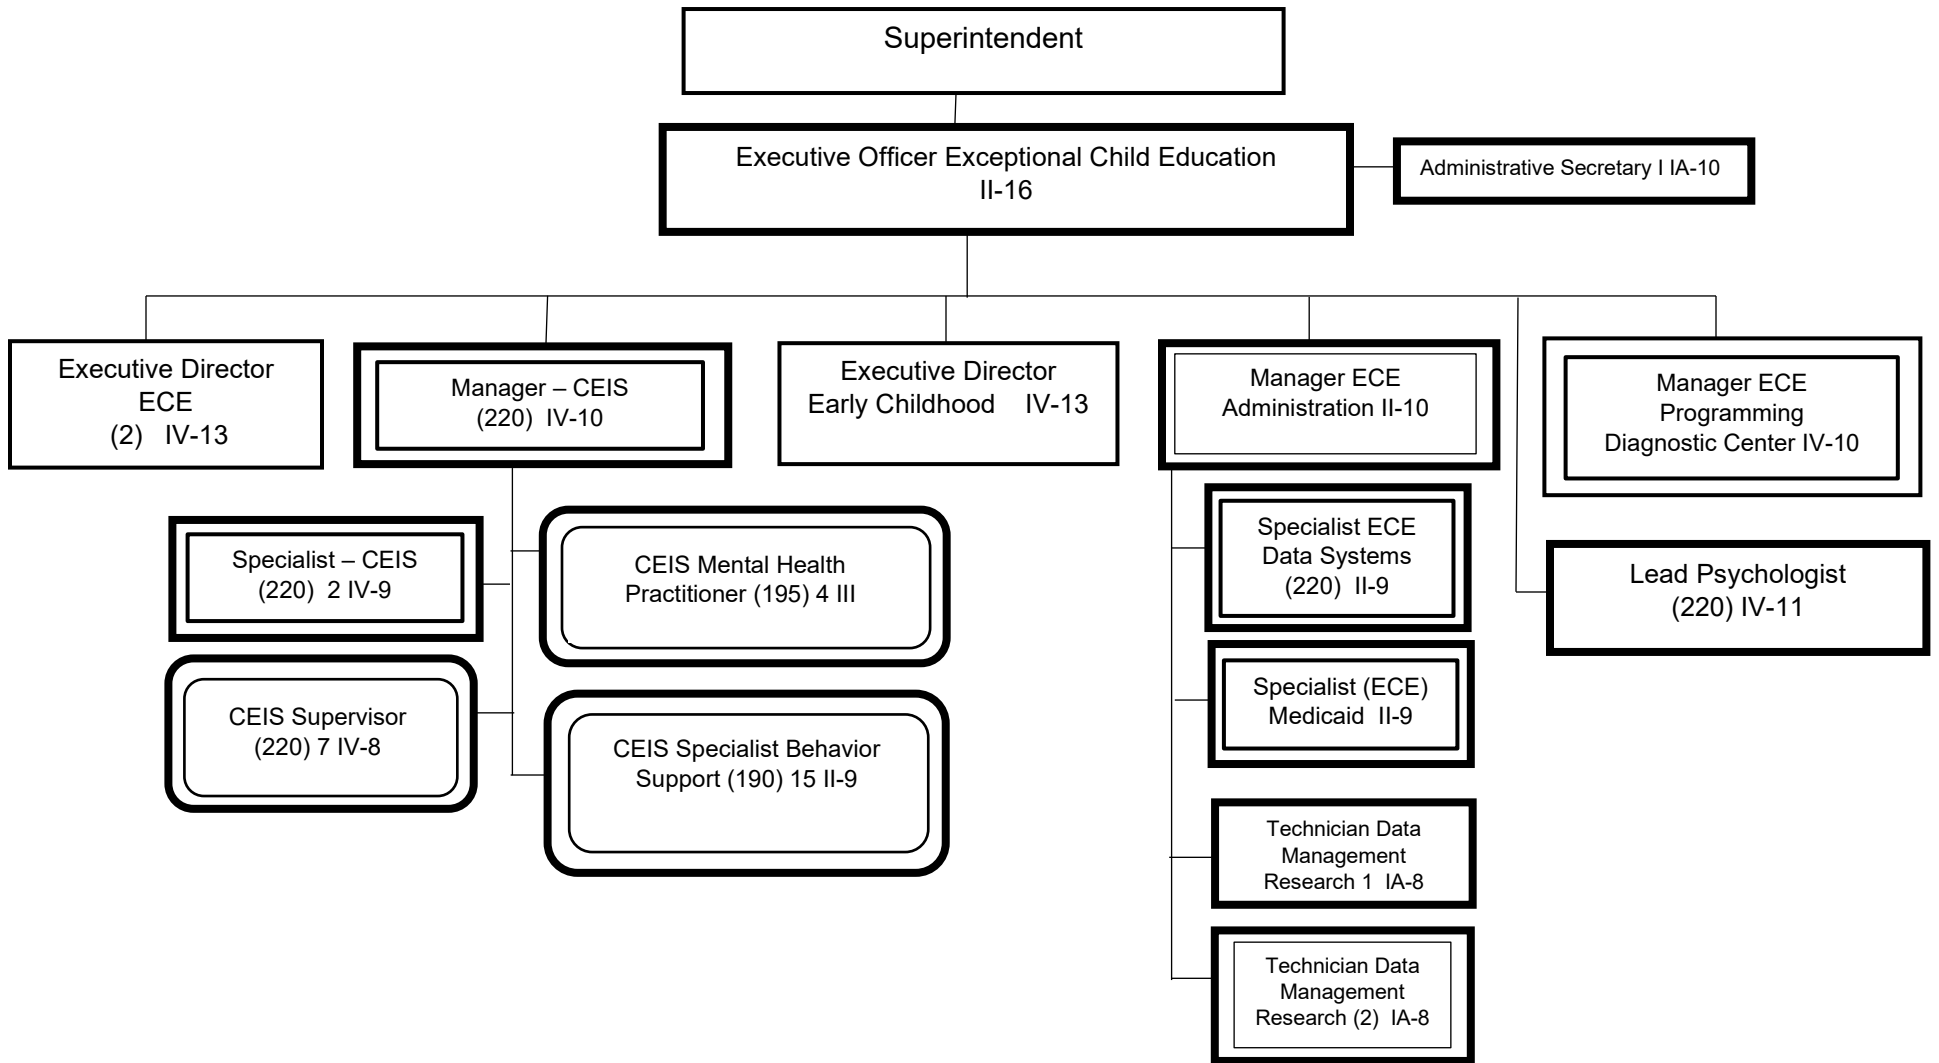 Superintendent
Executive Officer Exceptional Child Education
II-16
Administrative Secretary I IA-10
Executive Director
ECE
(2) IV-13
Manager – CEIS
(220) IV-10
Executive Director
Early Childhood IV-13
Manager ECE
Administration II-10
Manager ECE
Programming
Diagnostic Center IV-10
Specialist – CEIS
(220) 2 IV-9
CEIS Mental Health
Practitioner (195) 4 III
Specialist ECE
Data Systems
(220) II-9
Lead Psychologist
(220) IV-11
CEIS Supervisor
(220) 7 IV-8
CEIS Specialist Behavior
Support (190) 15 II-9
Specialist (ECE)
Medicaid II-9
Technician Data
Management
Research 1 IA-8
Technician Data
Management
Research (2) IA-8